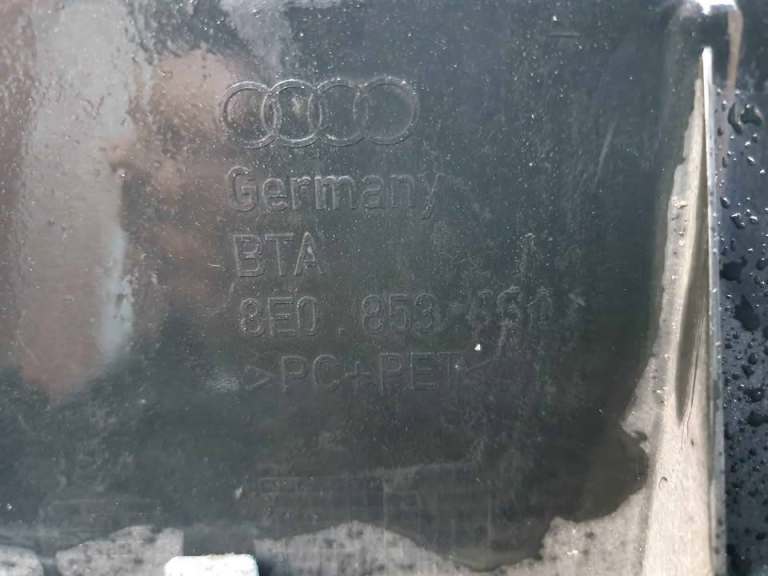 Germany
BTA
8E0 853
>PC+PET<